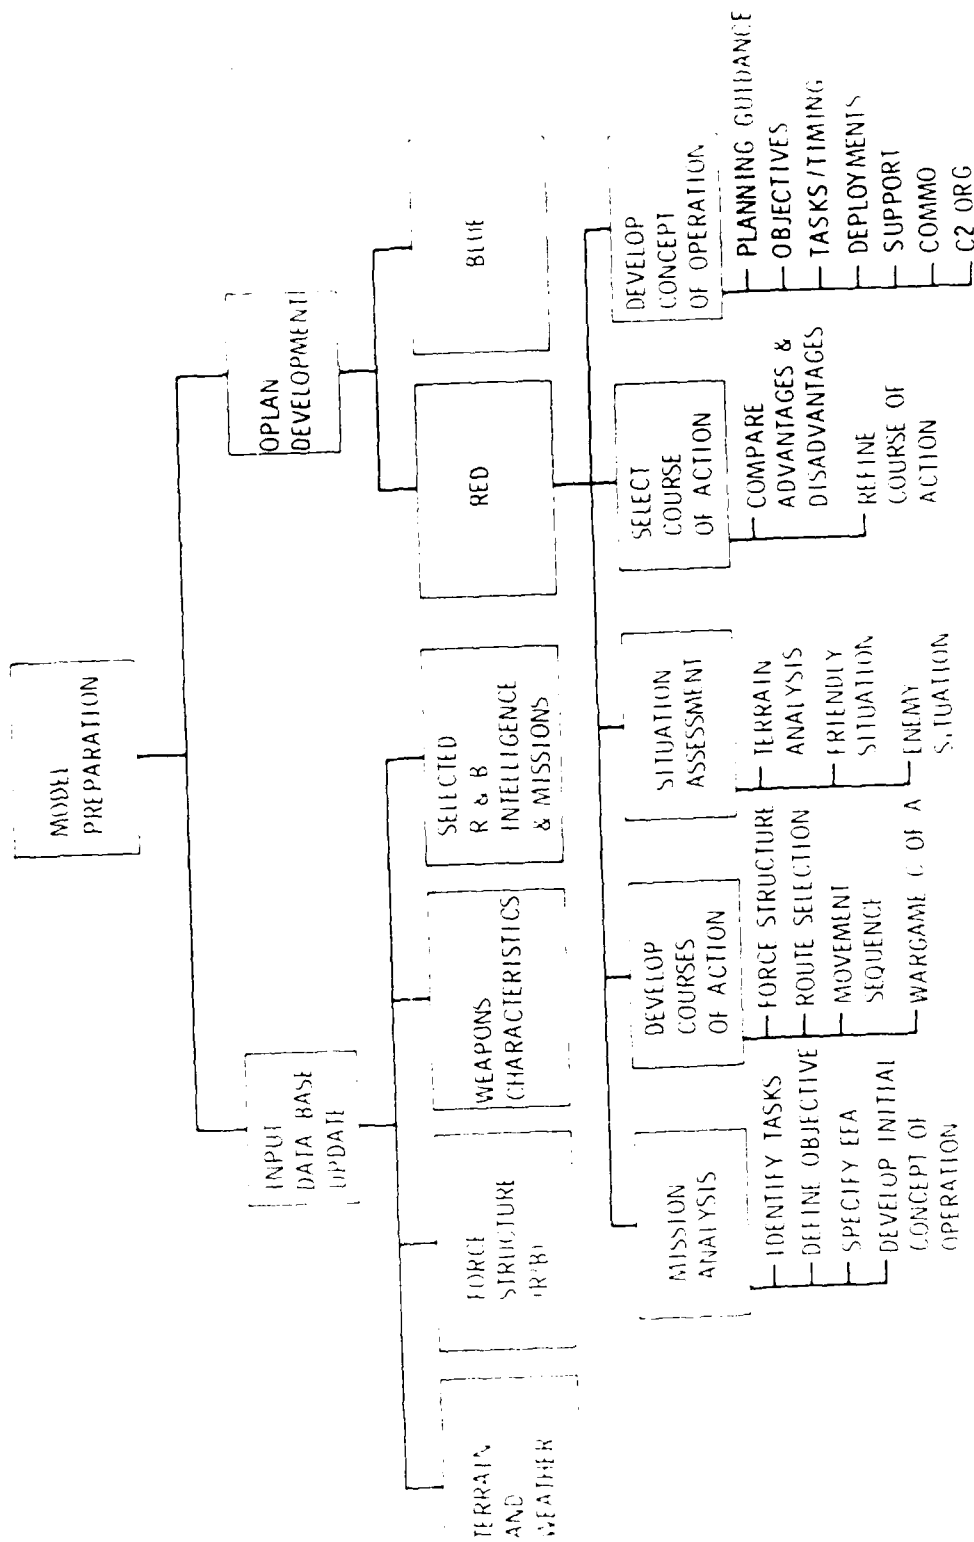 MODEL
PREPARATION
INPUT
DATA BASE
UPDATE
OPLAN
DEVELOPMENT
TERRAIN
AND
WEATHER
FORCE
STRUCTURE
(R/B)
WEAPONS
CHARACTERISTICS
SELECTED
R & B
INTELLIGENCE
& MISSIONS
RED
BLUE
MISSION
ANALYSIS
IDENTIFY TASKS
DEFINE OBJECTIVE
SPECIFY EEA
DEVELOP INITIAL
CONCEPT OF
OPERATION
DEVELOP
COURSES
OF ACTION
FORCE STRUCTURE
ROUTE SELECTION
MOVEMENT
SEQUENCE
WARGAME C OF A
SITUATION
ASSESSMENT
TERRAIN
ANALYSIS
FRIENDLY
SITUATION
ENEMY
SITUATION
SELECT
COURSE
OF ACTION
COMPARE
ADVANTAGES &
DISADVANTAGES
REFINE
COURSE OF
ACTION
DEVELOP
CONCEPT
OF OPERATION
PLANNING GUIDANCE
OBJECTIVES
TASKS/TIMING
DEPLOYMENTS
SUPPORT
COMMO
C2 ORG